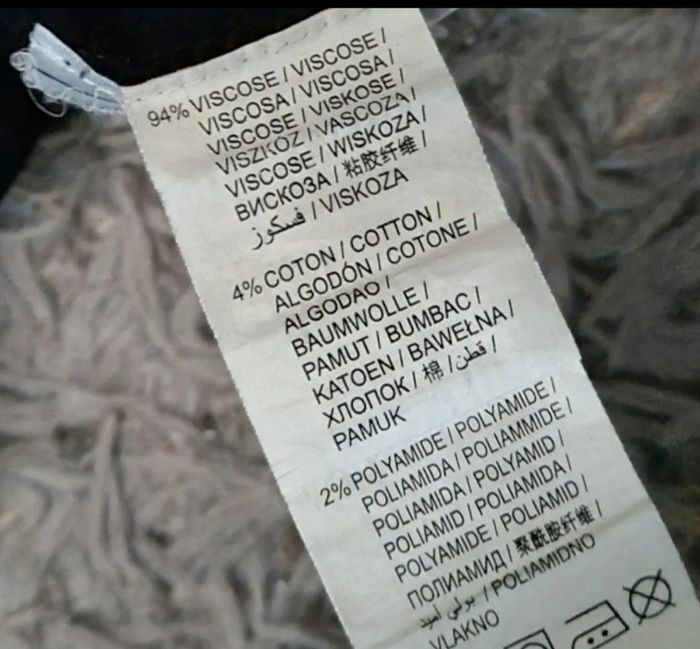 94% VISCOSE / VISCOSE /
VISCOSA / VISCOSA /
VISCOSE / VISKOSE /
VISZKOZ / VASCOZA /
VISCOSE / WISKOZA /
ВИСКОЗА / 粘胶纤维 /
فسكوز / VISKOZA
4% COTON / COTTON /
ALGODÓN / COTONE /
ALGODAO /
BAUMWOLLE /
PAMUT / BUMBAC /
KATOEN / BAWEŁNA /
ХЛОПОК / 棉 / قطن /
PAMUK
2% POLYAMIDE / POLYAMIDE /
POLIAMIDA / POLIAMMIDE /
POLIAMIDA / POLYAMID /
POLIAMID / POLIAMIDA /
POLYAMIDE / POLIAMID /
ПОЛИАМИД / 聚酰胺纤维 /
بولي أميد / POLIAMIDNO
VLAKNO